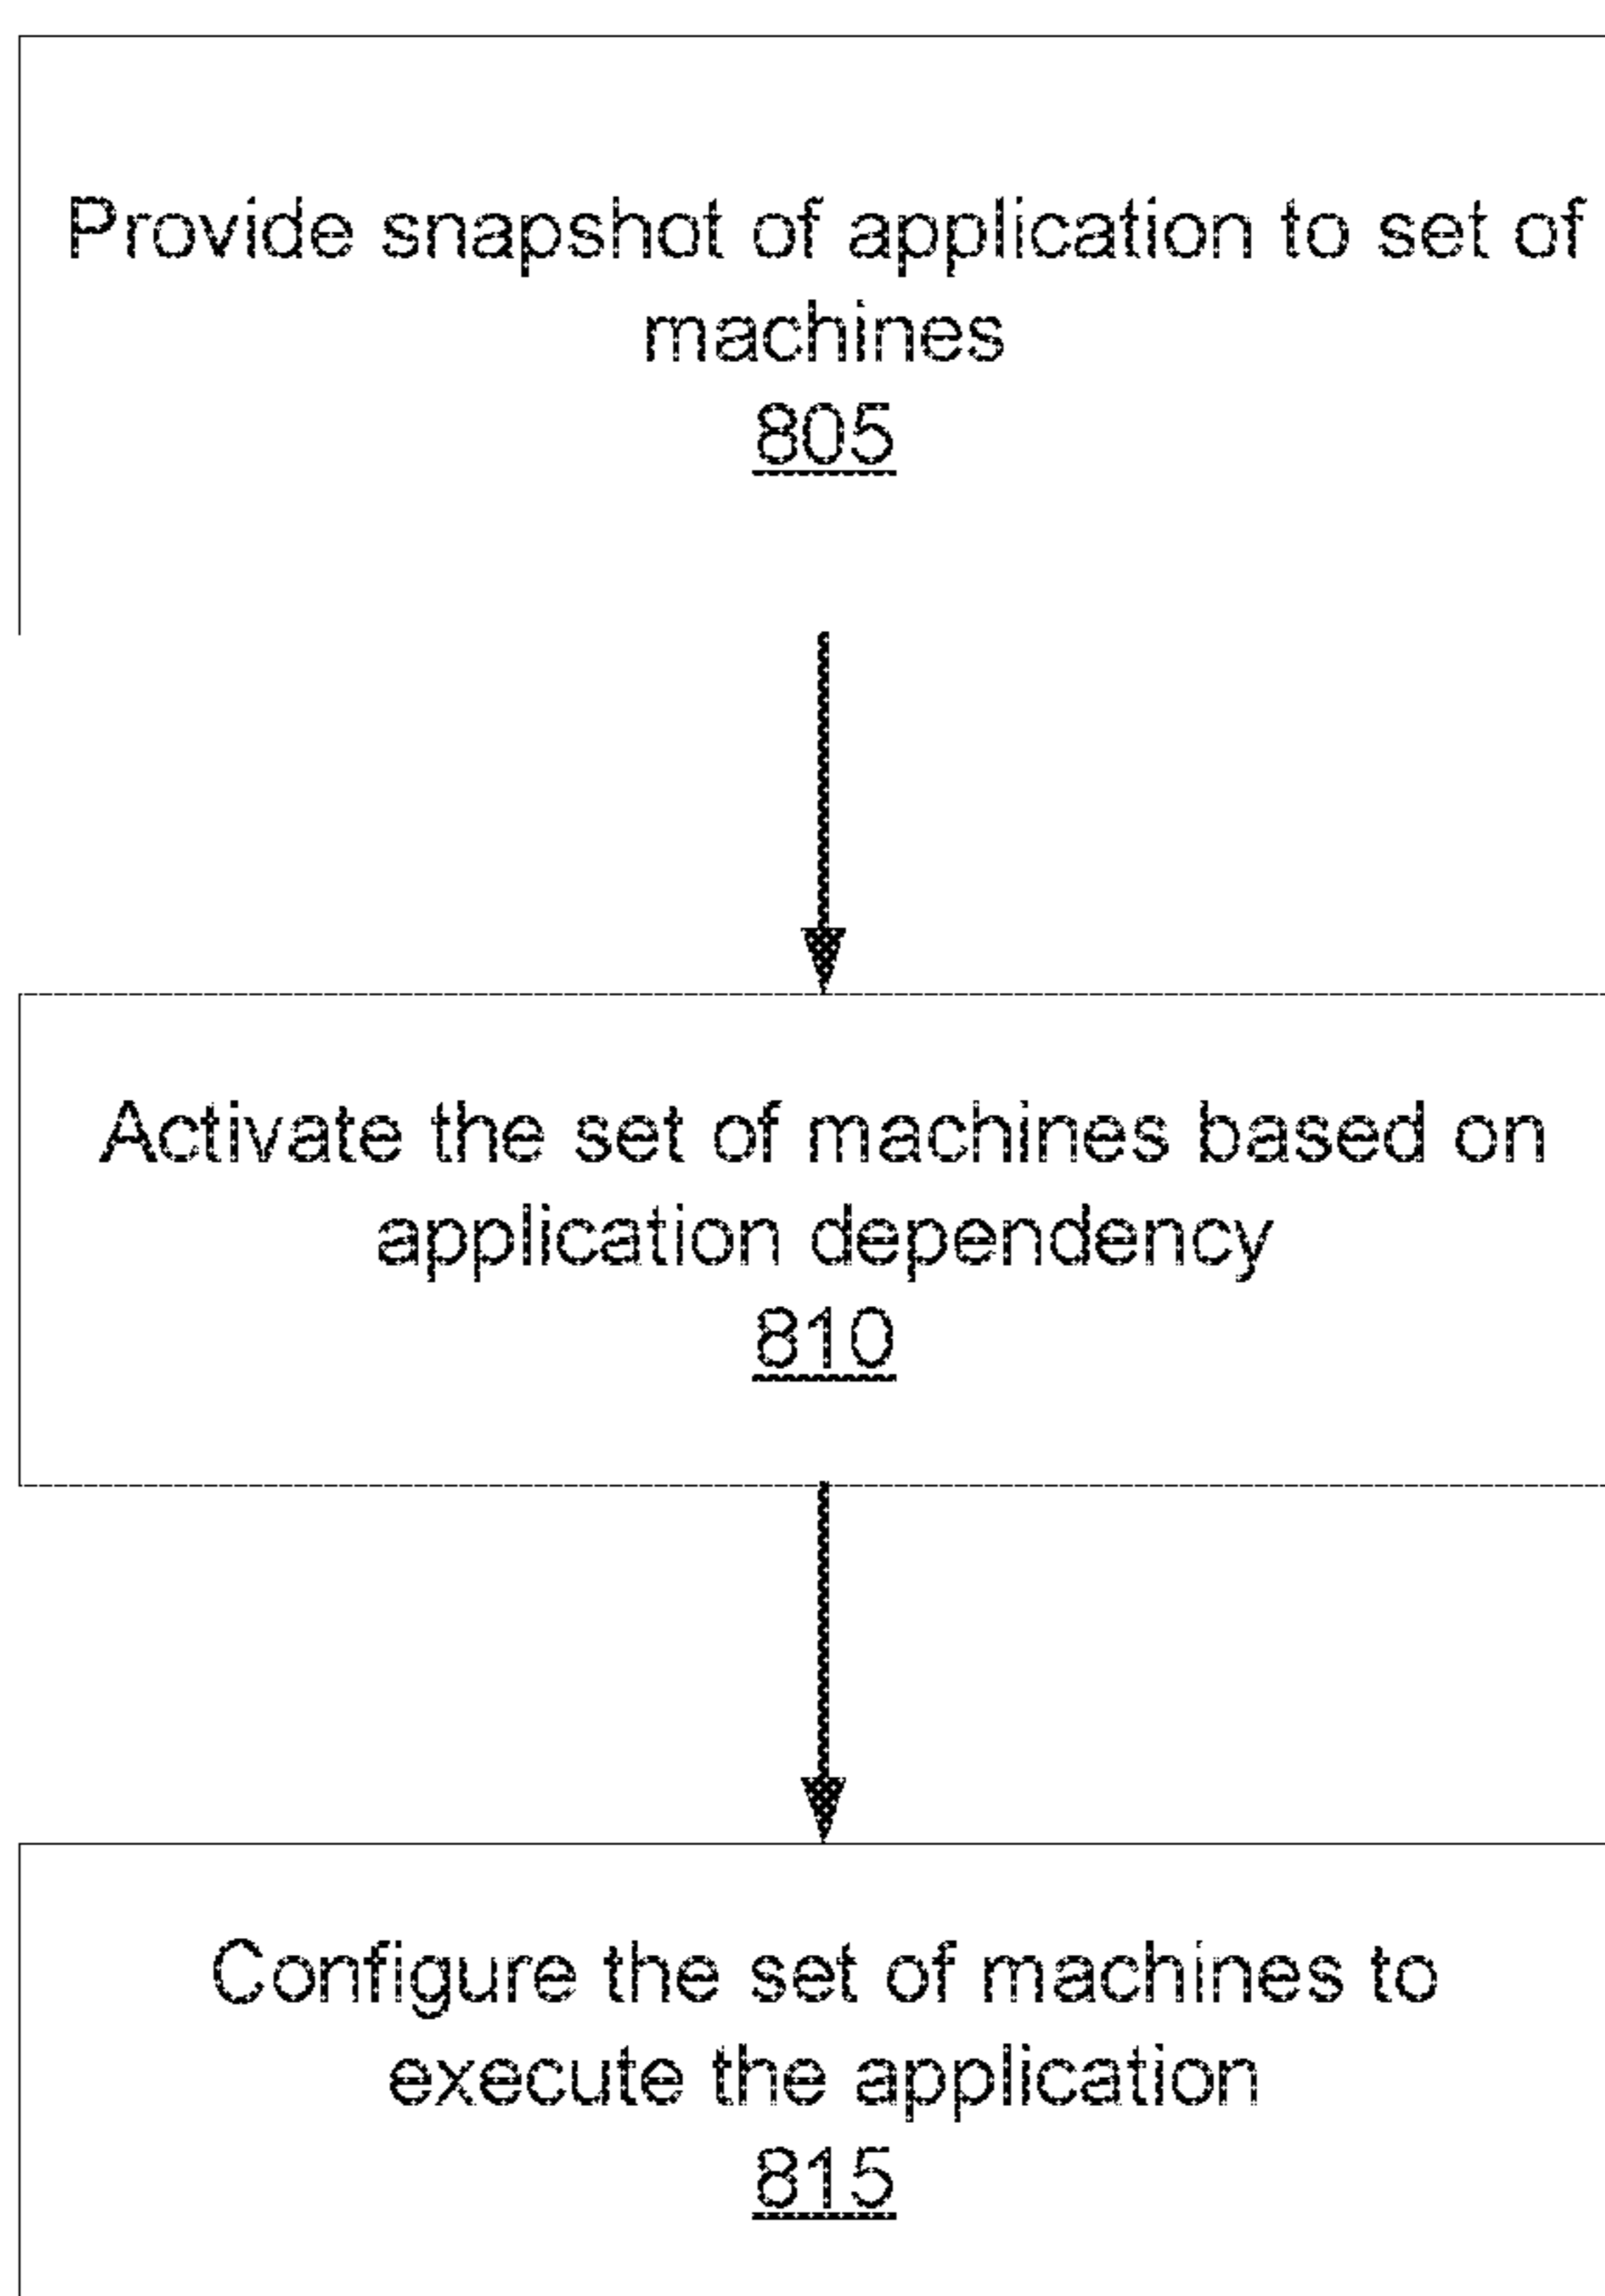 Provide snapshot of application to set of
machines
805
Activate the set of machines based on
application dependency
810
Configure the set of machines to
execute the application
815